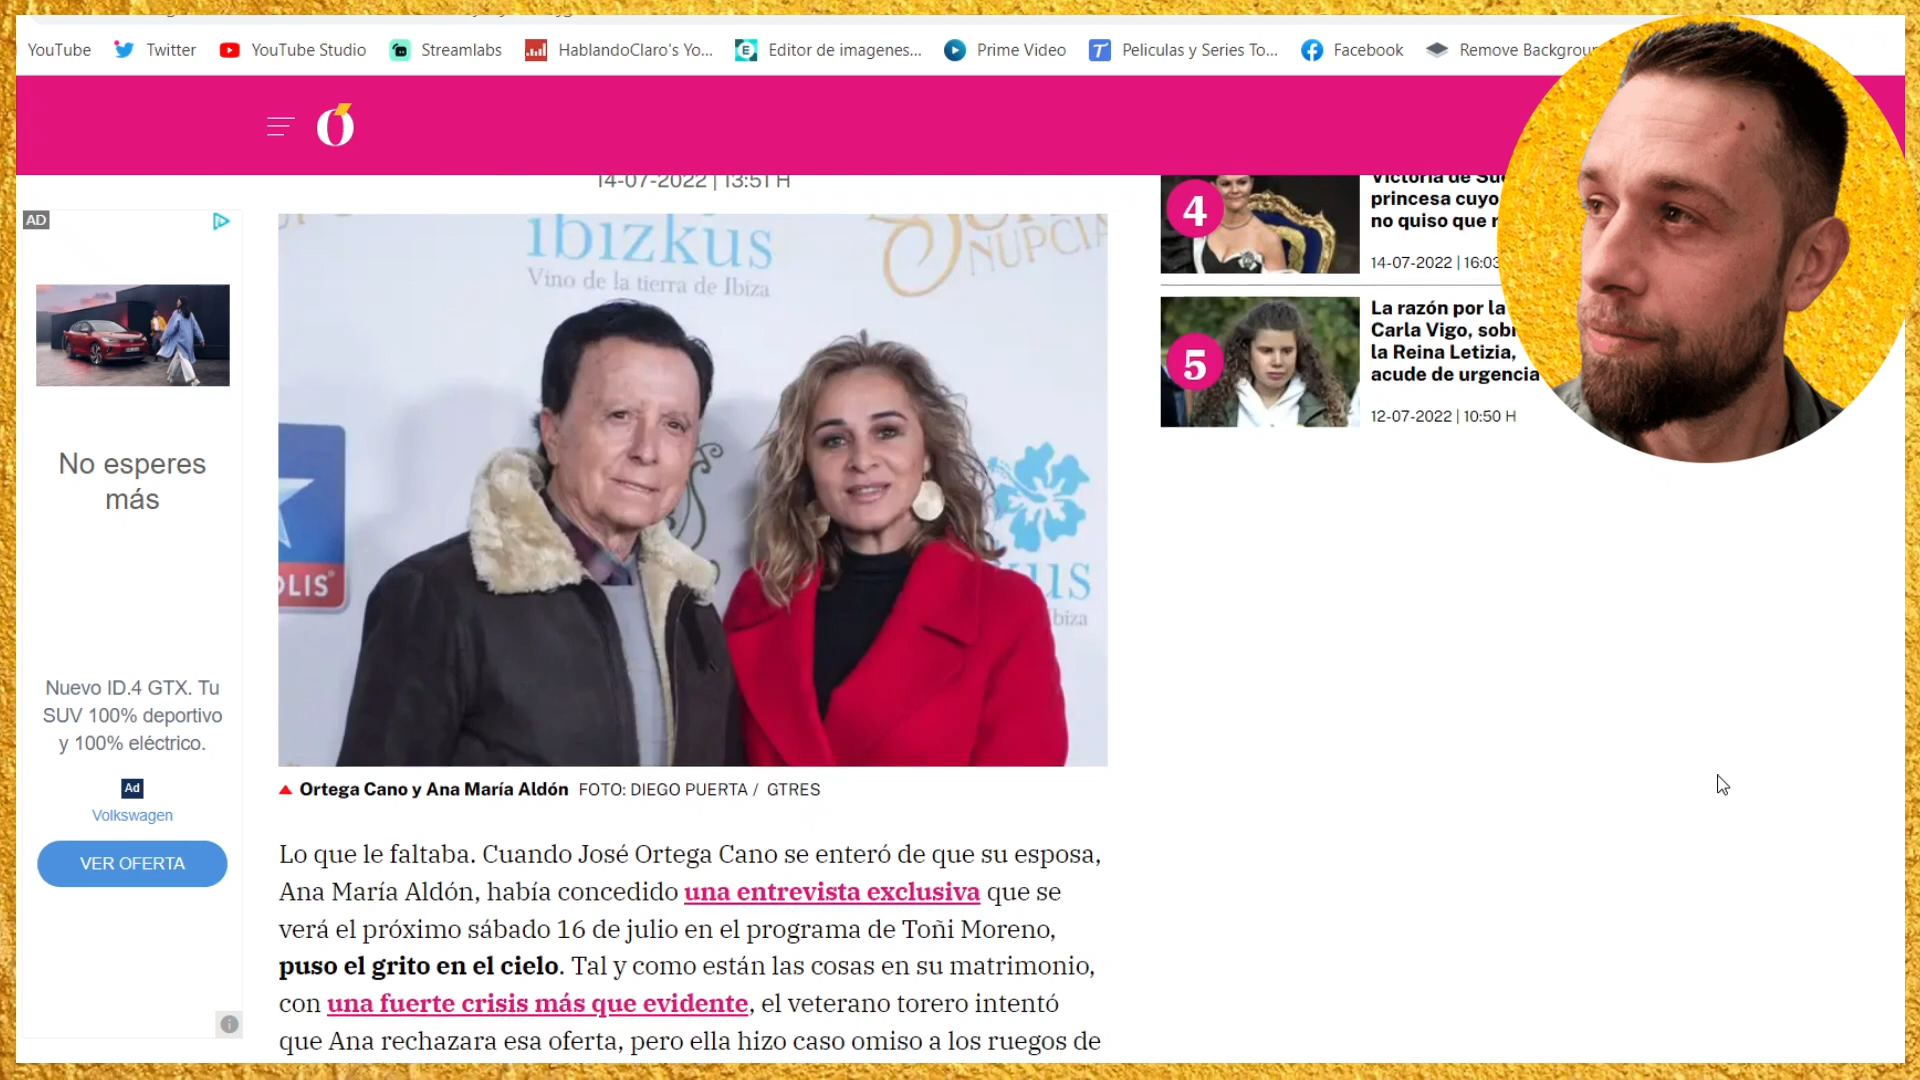 YouTube
Twitter
YouTube Studio
Streamlabs
HablandoClaro's Yo...
Editor de imagenes...
Prime Video
Peliculas y Series To...
Facebook
Remove Backgroun
Ó
14-07-2022 | 13:51 H
AD
No esperes
más
Nuevo ID.4 GTX. Tu
SUV 100% deportivo
y 100% eléctrico.
Ad
Volkswagen
VER OFERTA
ibizkus
Vino de la tierra de Ibiza
NUPCIA
OLIS
kus
Ibiza
Ortega Cano y Ana María Aldón FOTO: DIEGO PUERTA / GTRES
Lo que le faltaba. Cuando José Ortega Cano se enteró de que su esposa,
Ana María Aldón, había concedido una entrevista exclusiva que se
verá el próximo sábado 16 de julio en el programa de Toñi Moreno,
puso el grito en el cielo. Tal y como están las cosas en su matrimonio,
con una fuerte crisis más que evidente, el veterano torero intentó
que Ana rechazara esa oferta, pero ella hizo caso omiso a los ruegos de
4
Victoria de Sue
princesa cuyo
no quiso que
14-07-2022 | 16:03
5
La razón por la
Carla Vigo, sob
la Reina Letizia,
acude de urgencia
12-07-2022 | 10:50 H